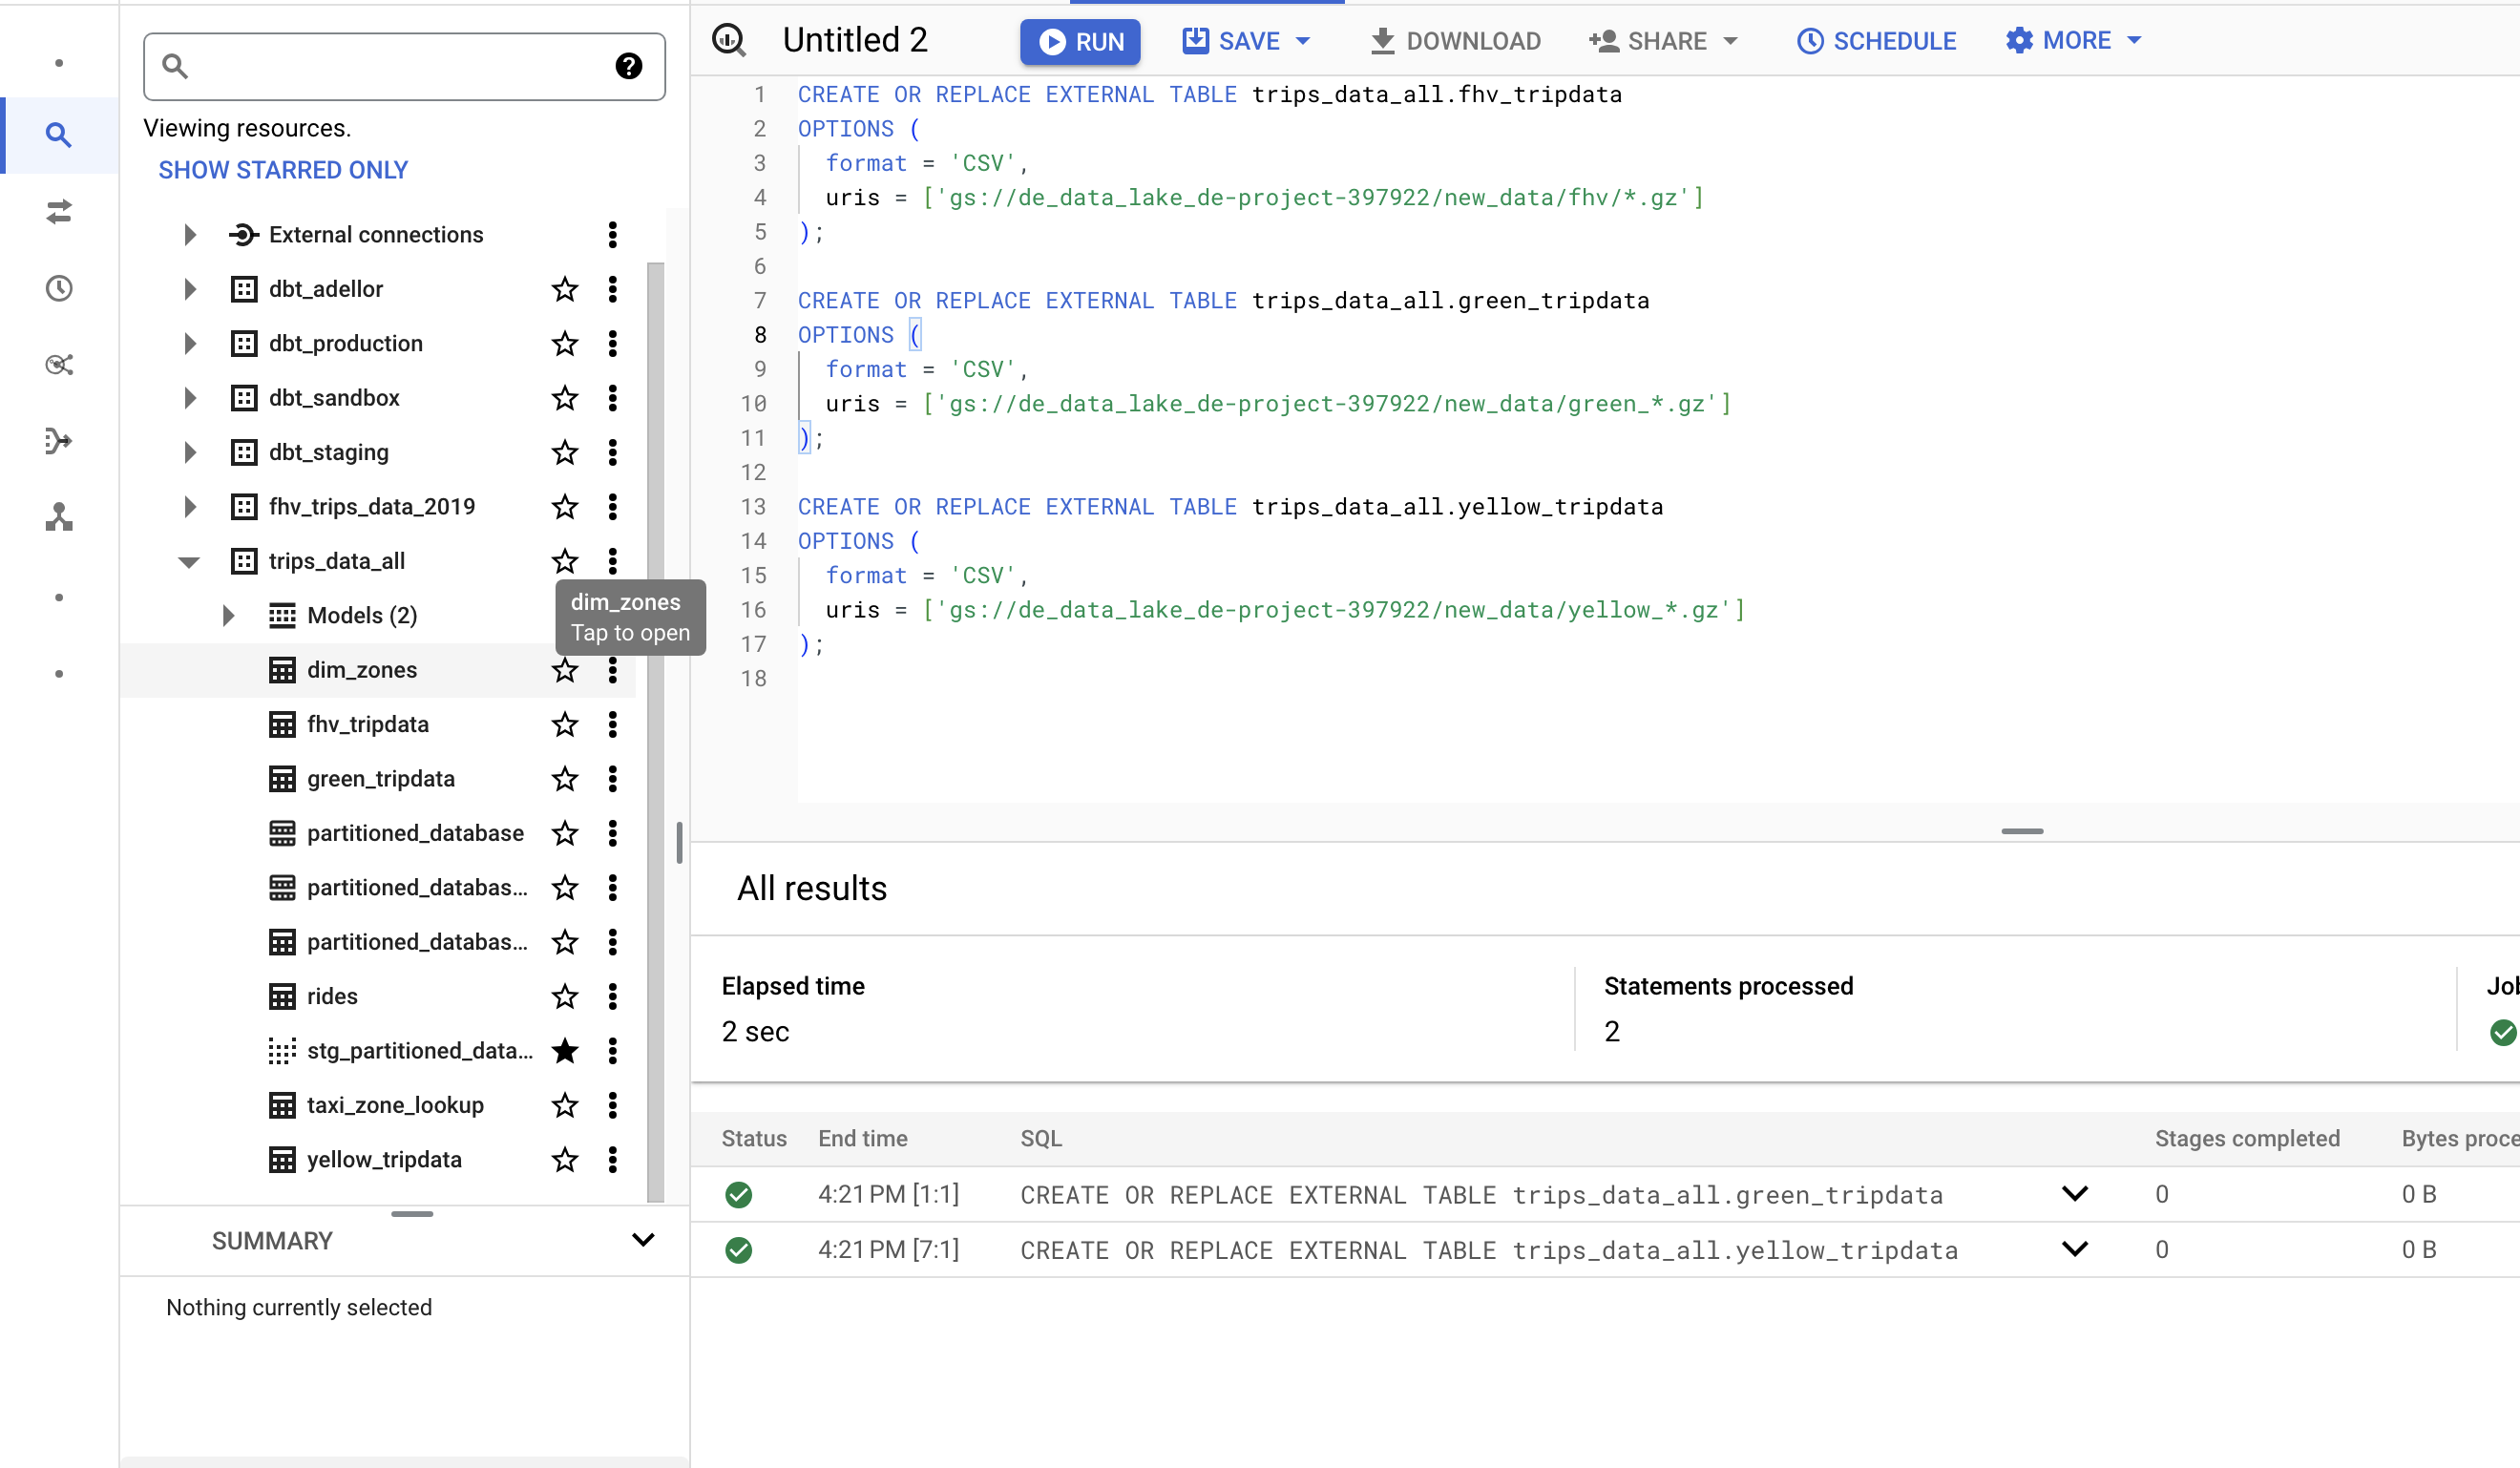 Untitled 2
RUN
SAVE
DOWNLOAD
SHARE
SCHEDULE
MORE
Viewing resources.
SHOW STARRED ONLY
External connections
dbt_adellor
dbt_production
dbt_sandbox
dbt_staging
fhv_trips_data_2019
trips_data_all
Models (2)
dim_zones
Tap to open
dim_zones
fhv_tripdata
green_tripdata
partitioned_database
partitioned_databas...
partitioned_databas...
rides
stg_partitioned_data...
taxi_zone_lookup
yellow_tripdata
SUMMARY
Nothing currently selected
1 CREATE OR REPLACE EXTERNAL TABLE trips_data_all.fhv_tripdata
2 OPTIONS (
3 format = 'CSV',
4 uris = ['gs://de_data_lake_de-project-397922/new_data/fhv/*.gz']
5 );
6
7 CREATE OR REPLACE EXTERNAL TABLE trips_data_all.green_tripdata
8 OPTIONS (
9 format = 'CSV',
10 uris = ['gs://de_data_lake_de-project-397922/new_data/green_*.gz']
11 );
12
13 CREATE OR REPLACE EXTERNAL TABLE trips_data_all.yellow_tripdata
14 OPTIONS (
15 format = 'CSV',
16 uris = ['gs://de_data_lake_de-project-397922/new_data/yellow_*.gz']
17 );
18
All results
Elapsed time
2 sec
Statements processed
2
Status End time SQL Stages completed Bytes
4:21 PM [1:1] CREATE OR REPLACE EXTERNAL TABLE trips_data_all.green_tripdata 0 0 B
4:21 PM [7:1] CREATE OR REPLACE EXTERNAL TABLE trips_data_all.yellow_tripdata 0 0 B